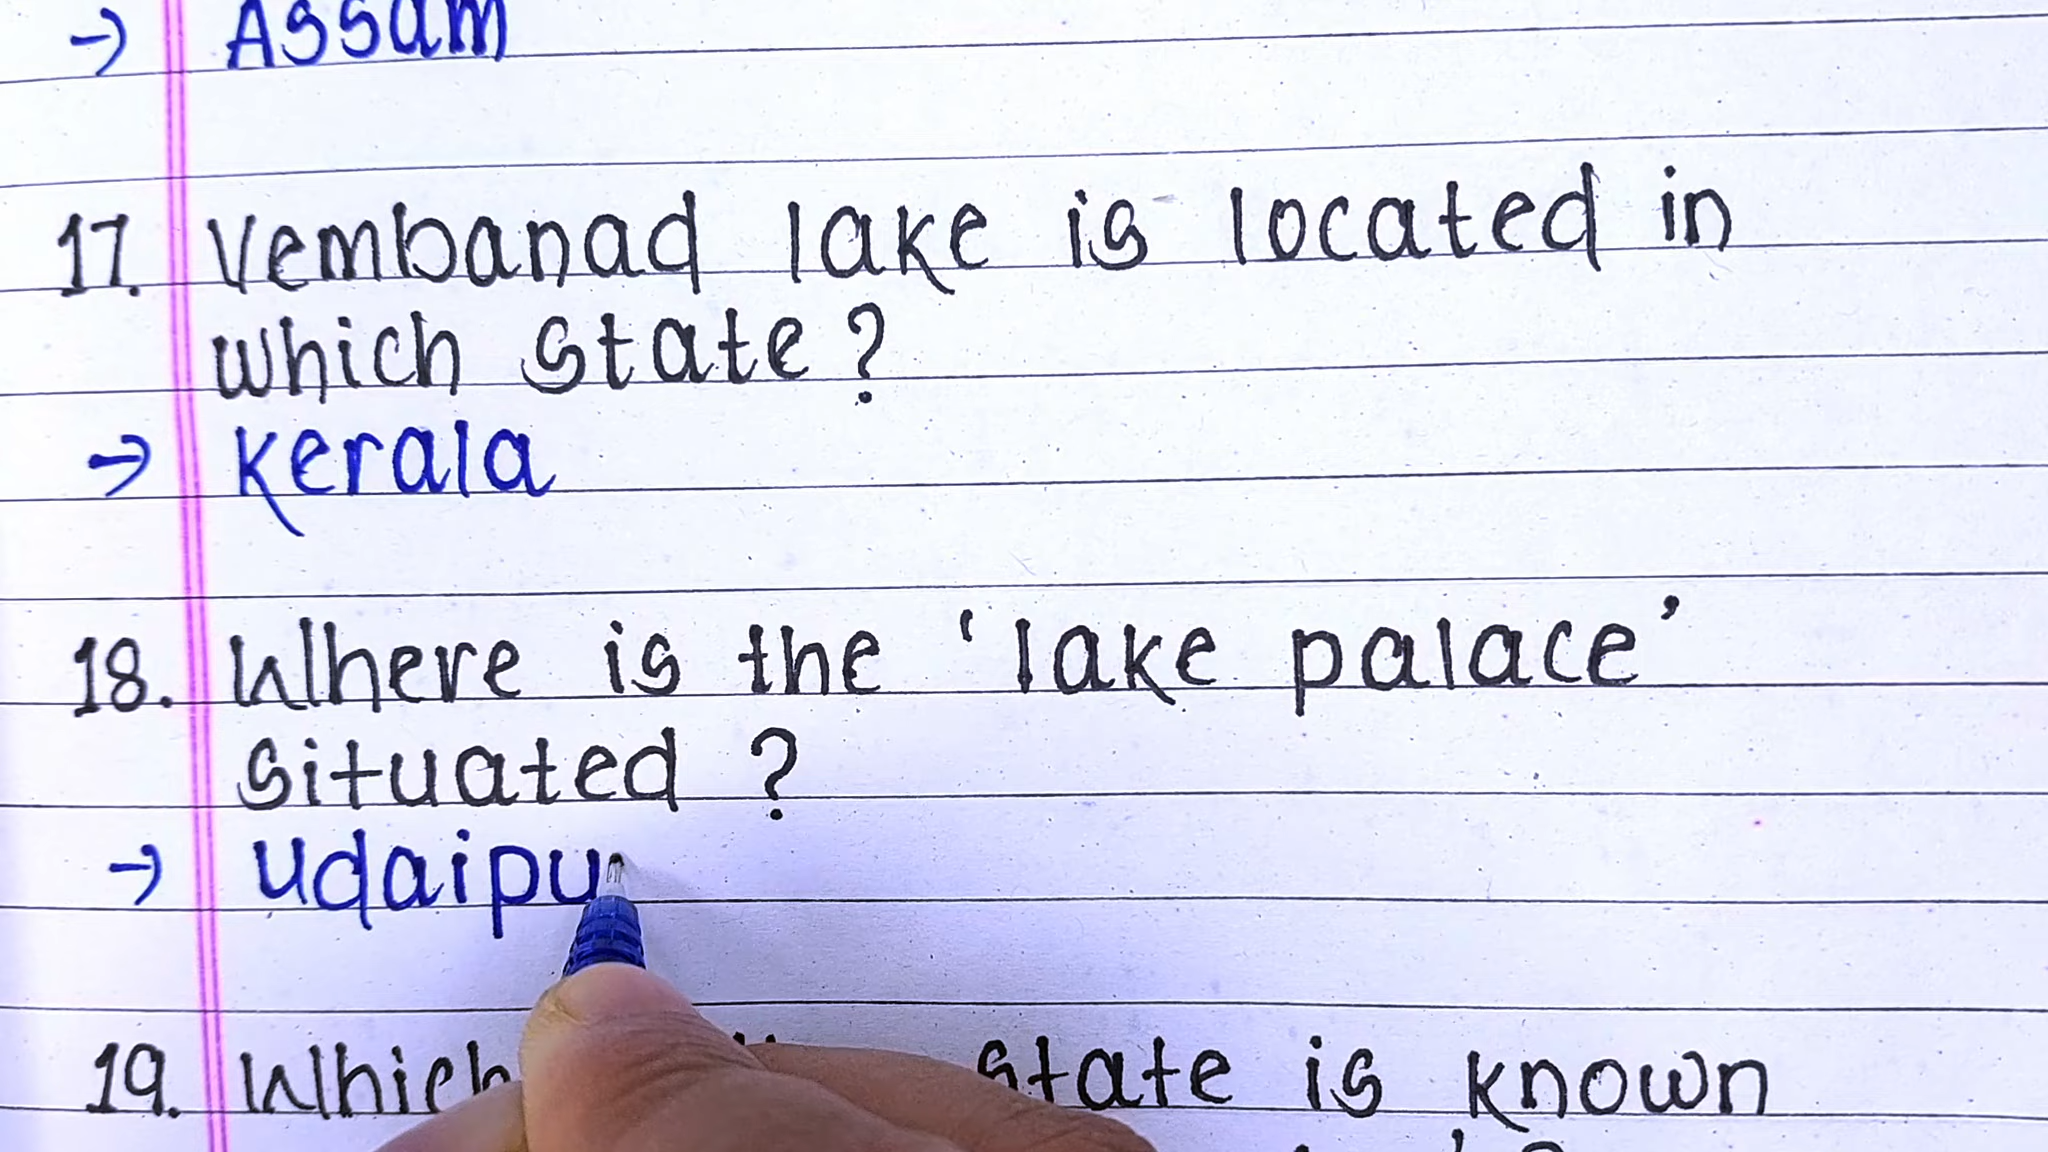 → Assam
17. Vembanad lake is located in
which state?
→ Kerala
18. Where is the 'lake palace'
situated ?
→ Udaipu
19. Which state is known